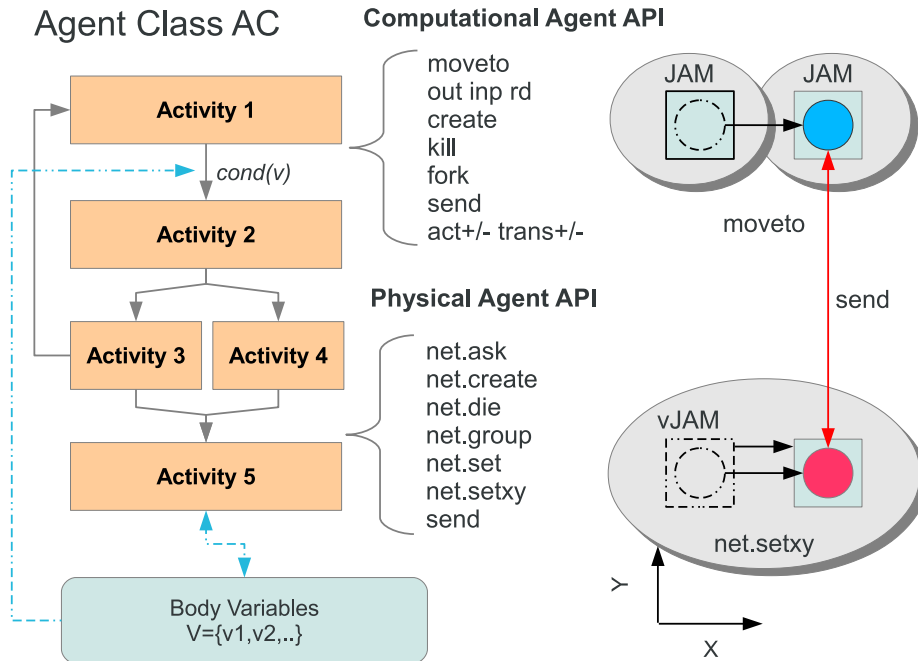 Agent Class AC
Activity 1
cond(v)
Activity 2
Activity 3
Activity 4
Activity 5
Body Variables
V={v1,v2,..}
Computational Agent API
moveto
out inp rd
create
kill
fork
send
act+/- trans+/-
Physical Agent API
net.ask
net.create
net.die
net.group
net.set
net.setxy
send
JAM
JAM
moveto
send
vJAM
net.setxy
Y
X